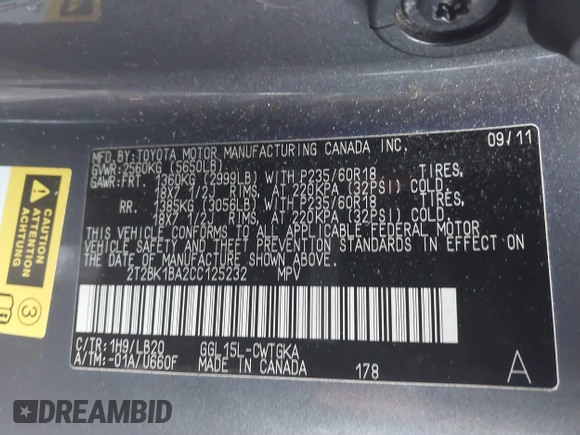 CAUTION
ATTENTION
ACHTUNG
3
MFD. BY: TOYOTA MOTOR MANUFACTURING CANADA INC. 09/11
GVWR: 2560KG (5650LB)
GAWR: FRT. 1360KG (2999LB) WITH P235/60R18 TIRES,
18X7 1/2J RIMS, AT 220KPA (32PSI) COLD.
RR. 1385KG (3056LB) WITH P235/60R18 TIRES,
18X7 1/2J RIMS, AT 220KPA (32PSI) COLD.
THIS VEHICLE CONFORMS TO ALL APPLICABLE FEDERAL MOTOR
VEHICLE SAFETY AND THEFT PREVENTION STANDARDS IN EFFECT ON
THE DATE OF MANUFACTURE SHOWN ABOVE.
2T2BK1BA2CC125232 MPV
C/TR: 1H9/LB20 GGL15L-CWTGKA
A/TM: -01A/U660F MADE IN CANADA 178 A
DREAMBID